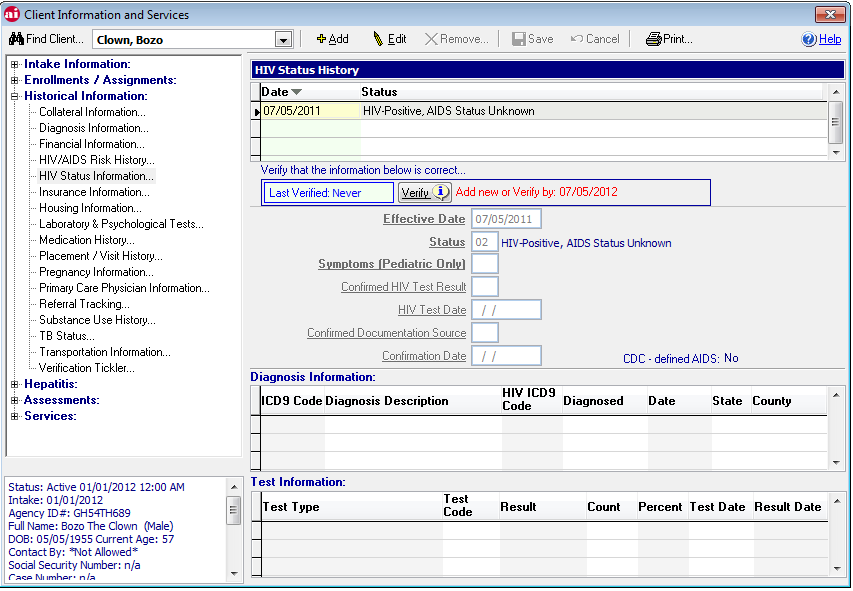 Client Information and Services
Find Client... Clown, Bozo Add Edit Remove... Save Cancel Print... Help
Intake Information:
Enrollments / Assignments:
Historical Information:
Collateral Information...
Diagnosis Information...
Financial Information...
HIV/AIDS Risk History...
HIV Status Information...
Insurance Information...
Housing Information...
Laboratory & Psychological Tests...
Medication History...
Placement / Visit History...
Pregnancy Information...
Primary Care Physician Information...
Referral Tracking...
Substance Use History...
TB Status...
Transportation Information...
Verification Tickler...
Hepatitis:
Assessments:
Services:
Status: Active 01/01/2012 12:00 AM
Intake: 01/01/2012
Agency ID#: GH54TH689
Full Name: Bozo The Clown (Male)
DOB: 05/05/1955 Current Age: 57
Contact By: *Not Allowed*
Social Security Number: n/a
Case Number: n/a
HIV Status History
Date Status
07/05/2011 HIV-Positive, AIDS Status Unknown
Verify that the information below is correct...
Last Verified: Never Verify Add new or Verify by: 07/05/2012
Effective Date 07/05/2011
Status 02 HIV-Positive, AIDS Status Unknown
Symptoms (Pediatric Only)
Confirmed HIV Test Result
HIV Test Date / /
Confirmed Documentation Source
Confirmation Date / / CDC - defined AIDS: No
Diagnosis Information:
ICD9 Code Diagnosis Description HIV ICD9 Code Diagnosed Date State County
Test Information:
Test Type Test Code Result Count Percent Test Date Result Date